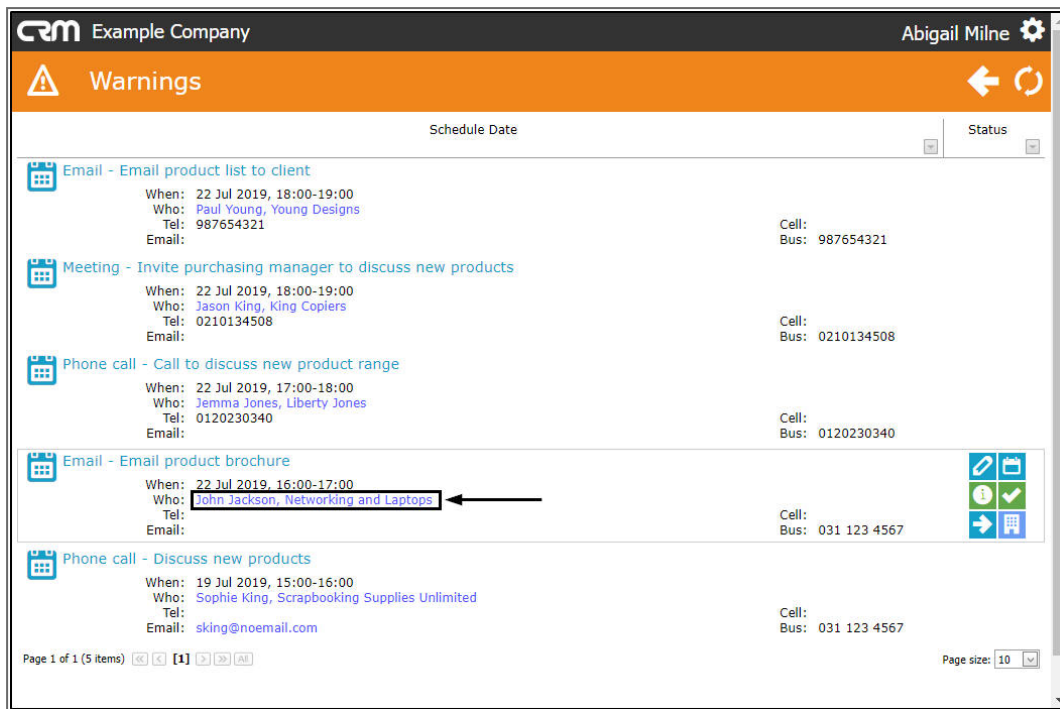 CRM Example Company
Abigail Milne
Warnings
Schedule Date
Status
Email - Email product list to client
When: 22 Jul 2019, 18:00-19:00
Who: Paul Young, Young Designs
Tel: 987654321
Cell:
Email:
Bus: 987654321
Meeting - Invite purchasing manager to discuss new products
When: 22 Jul 2019, 18:00-19:00
Who: Jason King, King Copiers
Tel: 0210134508
Cell:
Email:
Bus: 0210134508
Phone call - Call to discuss new product range
When: 22 Jul 2019, 17:00-18:00
Who: Jemma Jones, Liberty Jones
Tel: 0120230340
Cell:
Email:
Bus: 0120230340
Email - Email product brochure
When: 22 Jul 2019, 16:00-17:00
Who: John Jackson, Networking and Laptops
Tel:
Cell:
Email:
Bus: 031 123 4567
Phone call - Discuss new products
When: 19 Jul 2019, 15:00-16:00
Who: Sophie King, Scrapbooking Supplies Unlimited
Tel:
Cell:
Email: sking@noemail.com
Bus: 031 123 4567
Page 1 of 1 (5 items) [1] All
Page size: 10